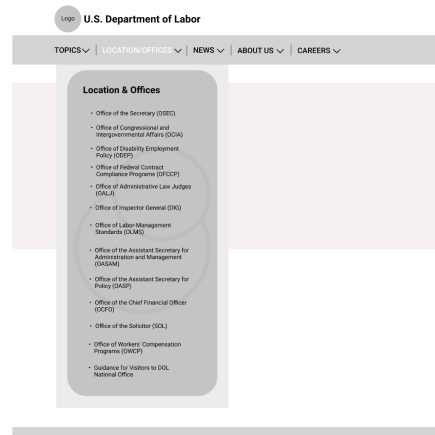 Logo
U.S. Department of Labor
TOPICS
LOCATION/OFFICES
NEWS
ABOUT US
CAREERS
Location & Offices
• Office of the Secretary (OSEC)
• Office of Congressional and
Intergovernmental Affairs (OCIA)
• Office of Disability Employment
Policy (ODEP)
• Office of Federal Contract
Compliance Programs (OFCCP)
• Office of Administrative Law Judges
(OALJ)
• Office of Inspector General (OIG)
• Office of Labor-Management
Standards (OLMS)
• Office of the Assistant Secretary for
Administration and Management
(OASAM)
• Office of the Assistant Secretary for
Policy (OASP)
• Office of the Chief Financial Officer
(OCFO)
• Office of the Solicitor (SOL)
• Office of Workers' Compensation
Programs (OWCP)
• Guidance for Visitors to DOL
National Office